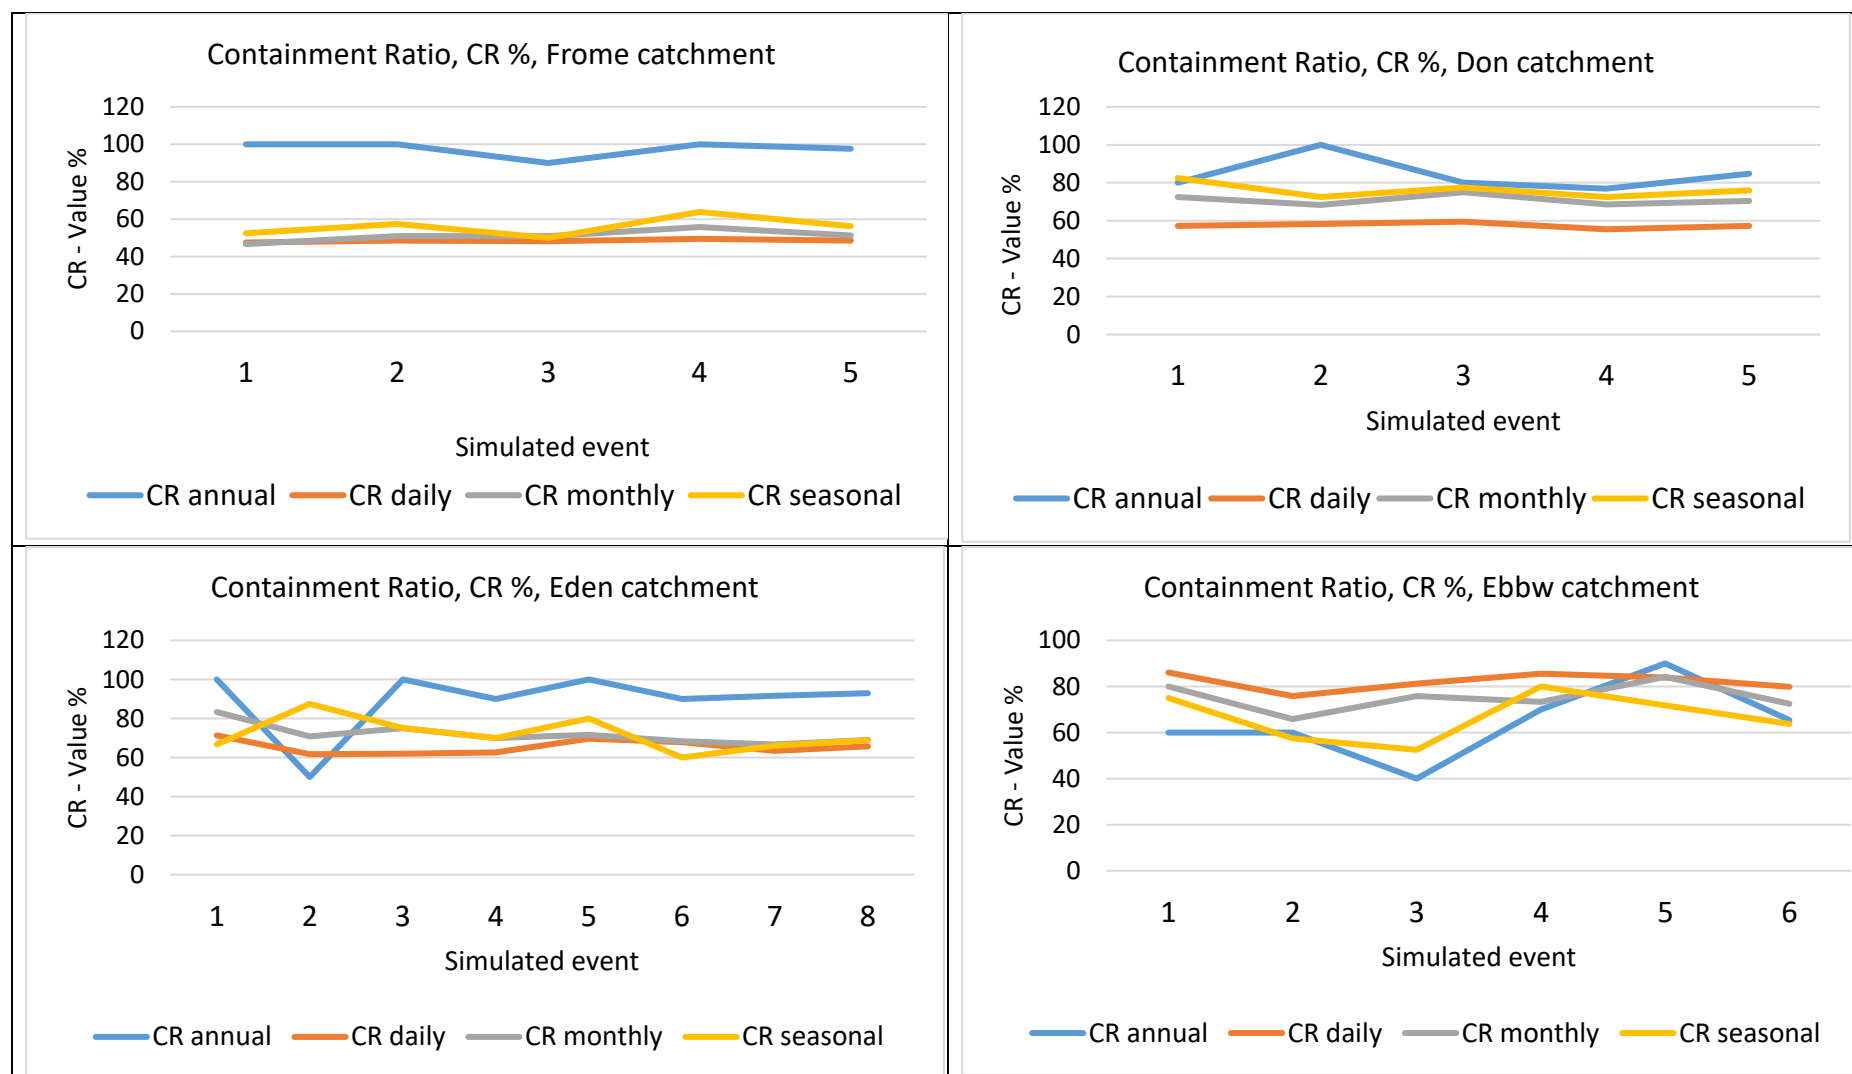 Containment Ratio, CR %, Frome catchment
120
100
80
60
40
20
0
CR - Value %
1 2 3 4 5
Simulated event
CR annual CR daily CR monthly CR seasonal
Containment Ratio, CR %, Don catchment
120
100
80
60
40
20
0
CR - Value %
1 2 3 4 5
Simulated event
CR annual CR daily CR monthly CR seasonal
Containment Ratio, CR %, Eden catchment
120
100
80
60
40
20
0
CR - Value %
1 2 3 4 5 6 7 8
Simulated event
CR annual CR daily CR monthly CR seasonal
Containment Ratio, CR %, Ebbw catchment
100
80
60
40
20
0
CR - Value %
1 2 3 4 5 6
Simulated event
CR annual CR daily CR monthly CR seasonal